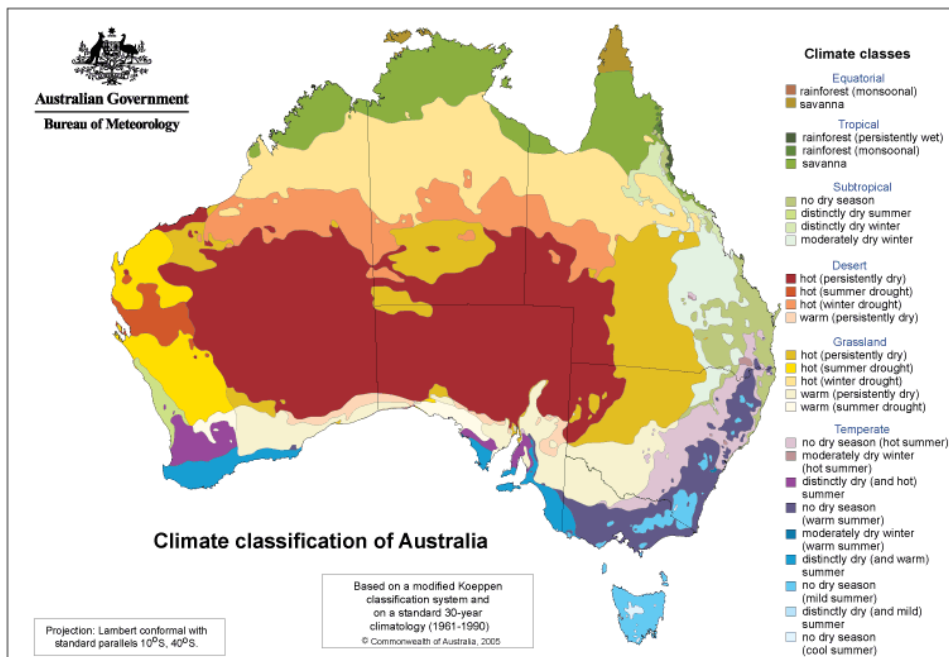 Australian Government
Bureau of Meteorology
Climate classes
Equatorial
rainforest (monsoonal)
savanna
Tropical
rainforest (persistently wet)
rainforest (monsoonal)
savanna
Subtropical
no dry season
distinctly dry summer
distinctly dry winter
moderately dry winter
Desert
hot (persistently dry)
hot (summer drought)
hot (winter drought)
warm (persistently dry)
Grassland
hot (persistently dry)
hot (summer drought)
hot (winter drought)
warm (persistently dry)
warm (summer drought)
Temperate
no dry season (hot summer)
moderately dry winter
(hot summer)
distinctly dry (and hot)
summer
no dry season
(warm summer)
moderately dry winter
(warm summer)
distinctly dry (and warm)
summer
no dry season
(mild summer)
distinctly dry (and mild)
summer
no dry season
(cool summer)
Climate classification of Australia
Based on a modified Koeppen
classification system and
on a standard 30-year
climatology (1961-1990)
© Commonwealth of Australia, 2005
Projection: Lambert conformal with
standard parallels 10°S, 40°S.